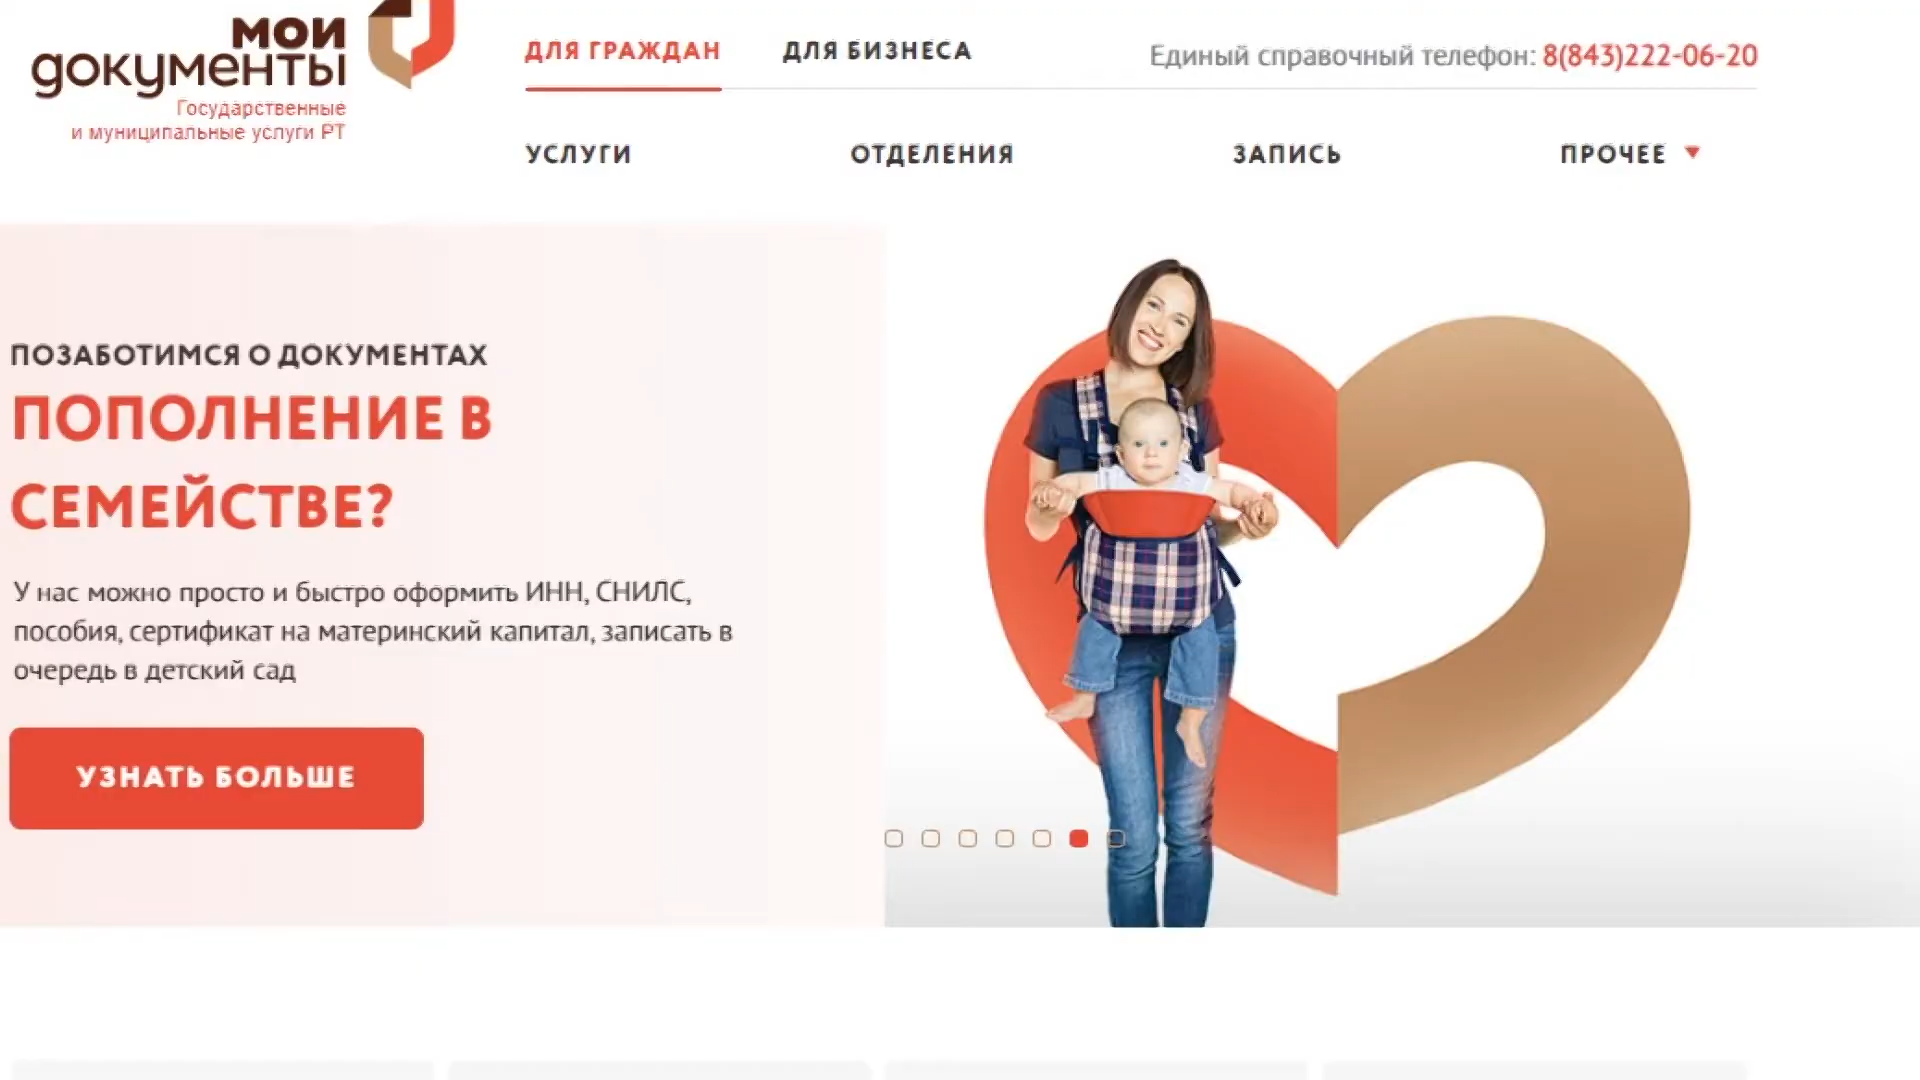 мои
документы
Государственные
и муниципальные услуги РТ
ДЛЯ ГРАЖДАН
ДЛЯ БИЗНЕСА
Единый справочный телефон: 8(843)222-06-20
УСЛУГИ
ОТДЕЛЕНИЯ
ЗАПИСЬ
ПРОЧЕЕ
ПОЗАБОТИМСЯ О ДОКУМЕНТАХ
ПОПОЛНЕНИЕ В
СЕМЕЙСТВЕ?
У нас можно просто и быстро оформить ИНН, СНИЛС,
пособия, сертификат на материнский капитал, записать в
очередь в детский сад
УЗНАТЬ БОЛЬШЕ